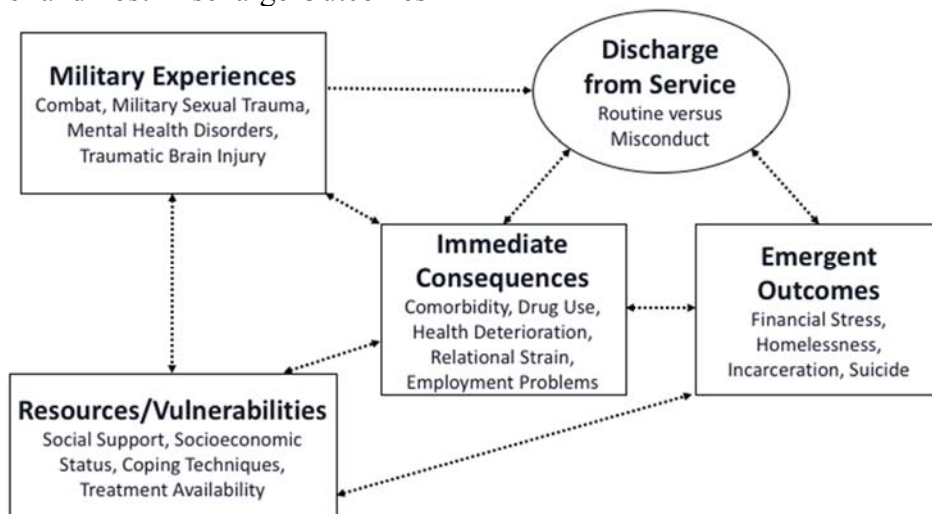 Military Experiences
Combat, Military Sexual Trauma,
Mental Health Disorders,
Traumatic Brain Injury
Discharge
from Service
Routine versus
Misconduct
Immediate
Consequences
Comorbidity, Drug Use,
Health Deterioration,
Relational Strain,
Employment Problems
Emergent
Outcomes
Financial Stress,
Homelessness,
Incarceration, Suicide
Resources/Vulnerabilities
Social Support, Socioeconomic
Status, Coping Techniques,
Treatment Availability